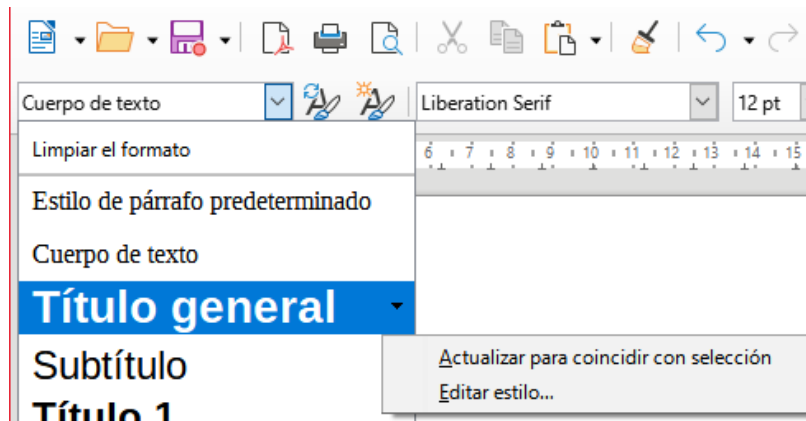 Cuerpo de texto
Liberation Serif
12 pt
Limpiar el formato
6 7 8 9 10 11 12 13 14 15
Estilo de párrafo predeterminado
Cuerpo de texto
Título general
Actualizar para coincidir con selección
Subtítulo
Editar estilo...
Título 1